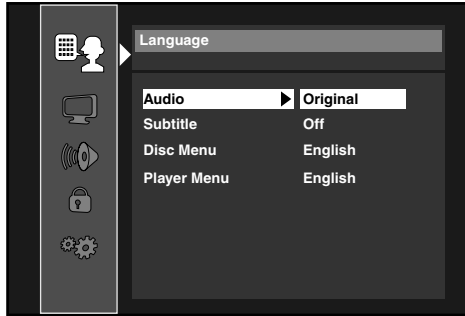 Language
Audio Original
Subtitle Off
Disc Menu English
Player Menu English